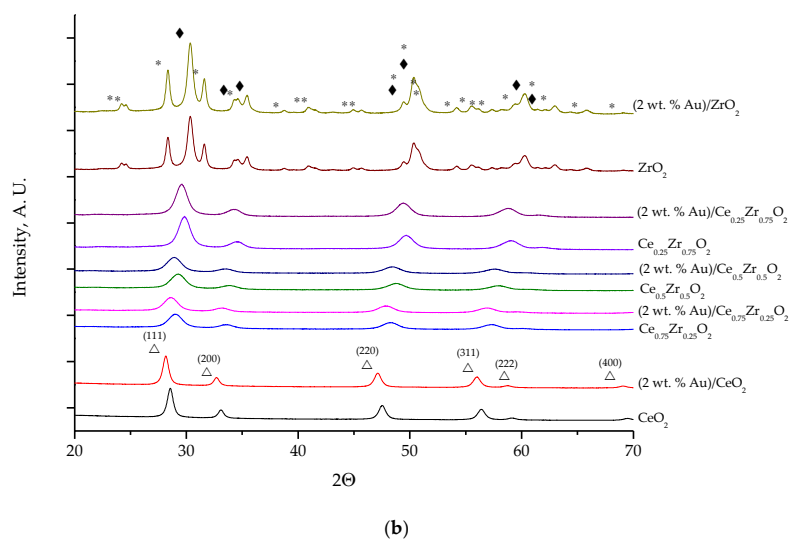 Intensity, A. U.
(2 wt. % Au)/ZrO₂
ZrO₂
(2 wt. % Au)/Ce₀.₂₅Zr₀.₇₅O₂
Ce₀.₂₅Zr₀.₇₅O₂
(2 wt. % Au)/Ce₀.₅Zr₀.₅O₂
Ce₀.₅Zr₀.₅O₂
(2 wt. % Au)/Ce₀.₇₅Zr₀.₂₅O₂
Ce₀.₇₅Zr₀.₂₅O₂
(111)
(200)
(220)
(311)
(222)
(400)
(2 wt. % Au)/CeO₂
CeO₂
20 30 40 50 60 70
2Θ
(b)